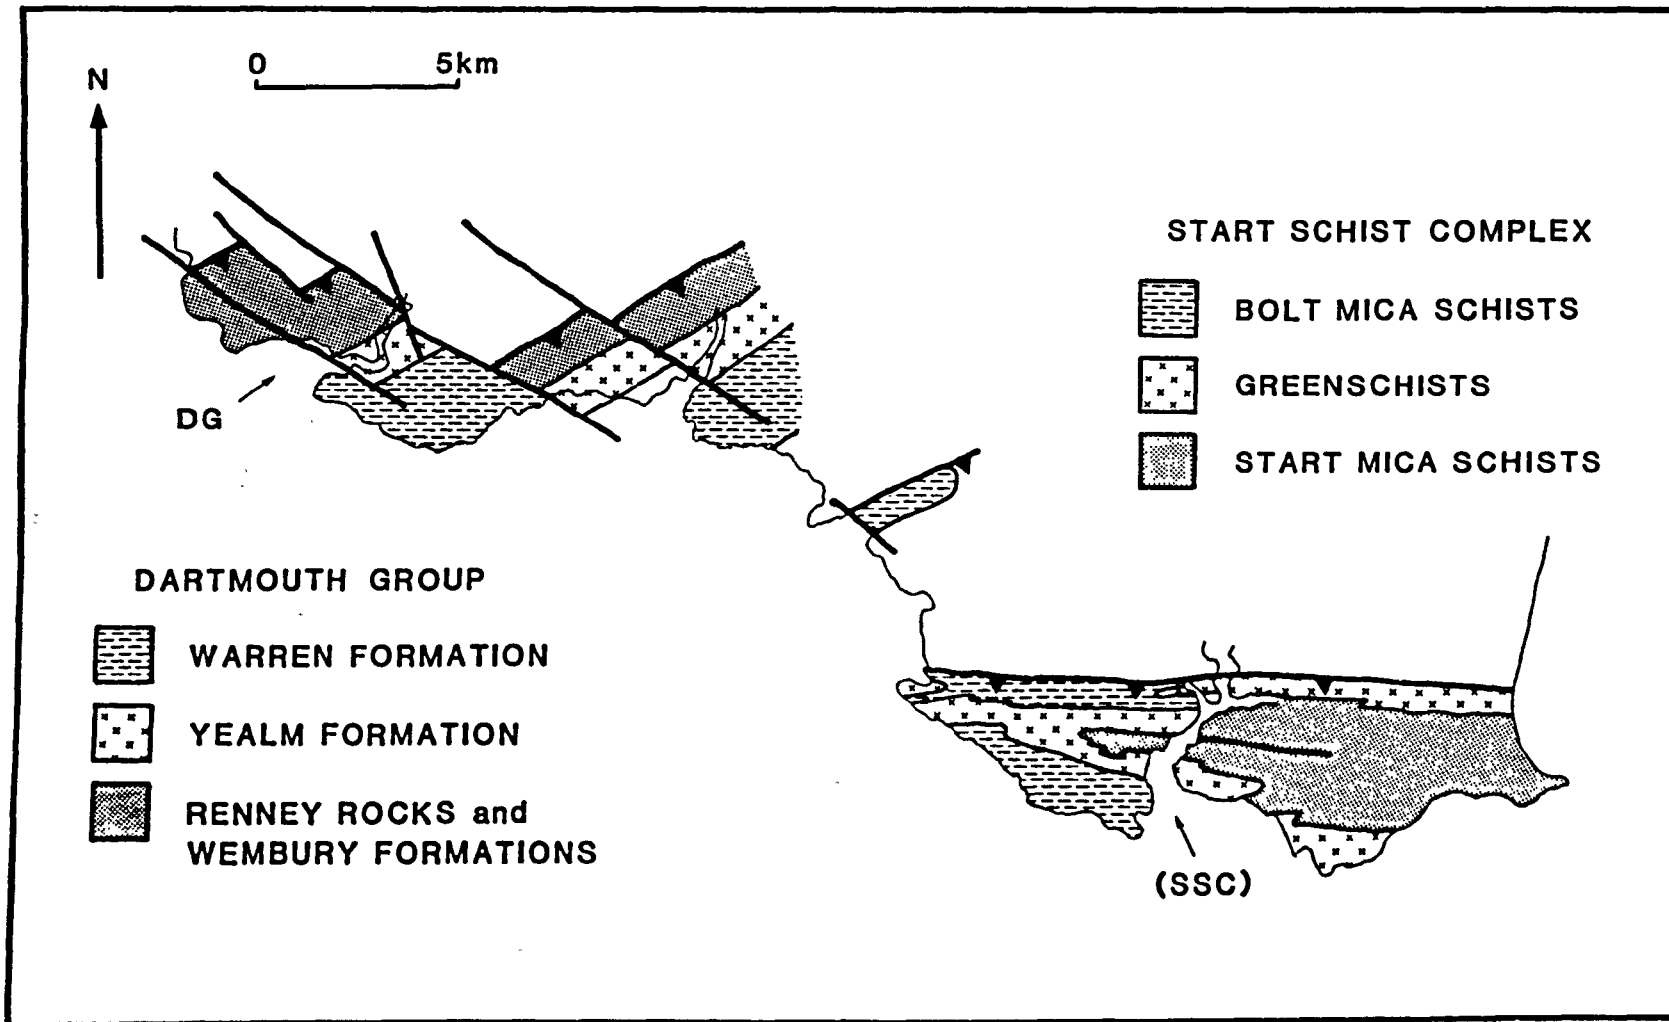 0 5km
N
START SCHIST COMPLEX
BOLT MICA SCHISTS
GREENSCHISTS
START MICA SCHISTS
DG
DARTMOUTH GROUP
WARREN FORMATION
YEALM FORMATION
RENNEY ROCKS and
WEMBURY FORMATIONS
(SSC)